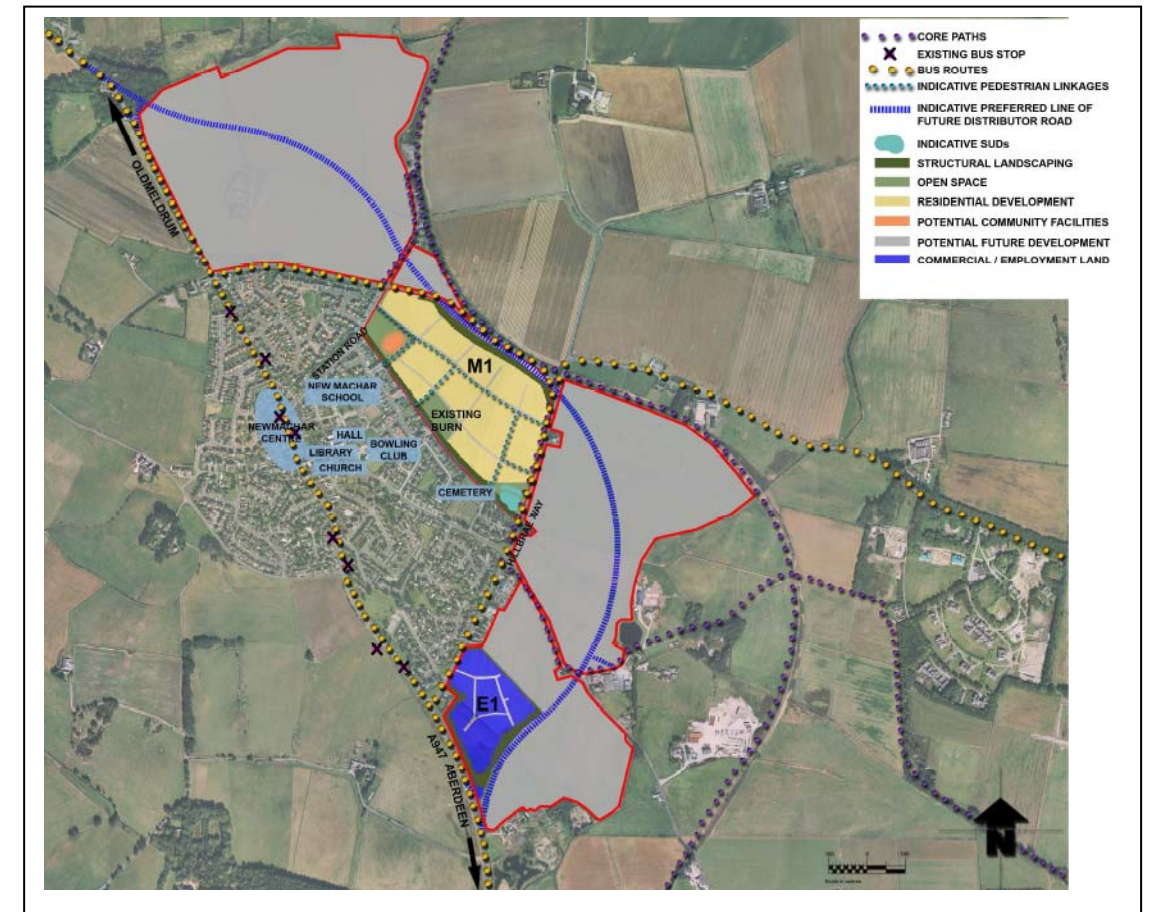 CORE PATHS
EXISTING BUS STOP
BUS ROUTES
INDICATIVE PEDESTRIAN LINKAGES
INDICATIVE PREFERRED LINE OF
FUTURE DISTRIBUTOR ROAD
INDICATIVE SUDs
STRUCTURAL LANDSCAPING
OPEN SPACE
RESIDENTIAL DEVELOPMENT
POTENTIAL COMMUNITY FACILITIES
POTENTIAL FUTURE DEVELOPMENT
COMMERCIAL / EMPLOYMENT LAND
OLDMELDRUM
STATION ROAD
M1
NEW MACHAR
SCHOOL
EXISTING
BURN
NEWMACHAR
CENTRE
HALL
LIBRARY
CHURCH
BOWLING
CLUB
CEMETERY
HILLBRAE WAY
E1
A947 ABERDEEN
N